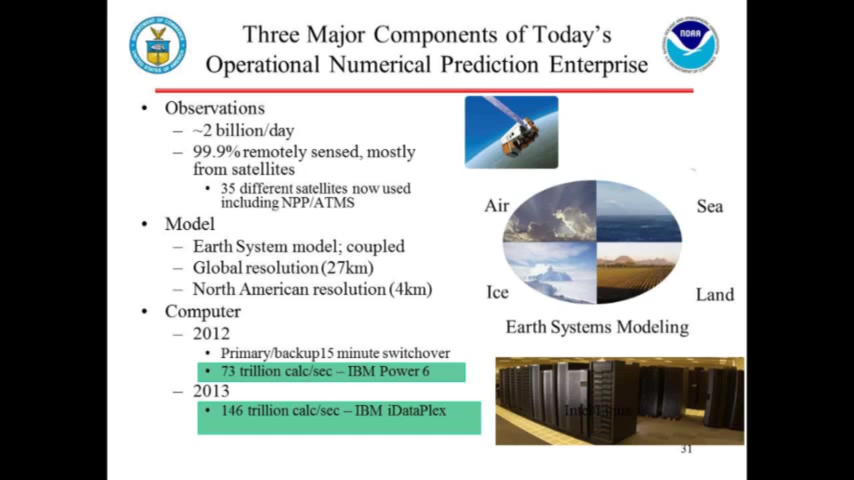 Three Major Components of Today's
Operational Numerical Prediction Enterprise
NOAA
• Observations
– ~2 billion/day
– 99.9% remotely sensed, mostly
from satellites
• 35 different satellites now used
including NPP/ATMS
• Model
– Earth System model; coupled
– Global resolution (27km)
– North American resolution (4km)
• Computer
– 2012
• Primary/backup15 minute switchover
• 73 trillion calc/sec – IBM Power 6
– 2013
• 146 trillion calc/sec – IBM iDataPlex
Air
Sea
Ice
Land
Earth Systems Modeling
31